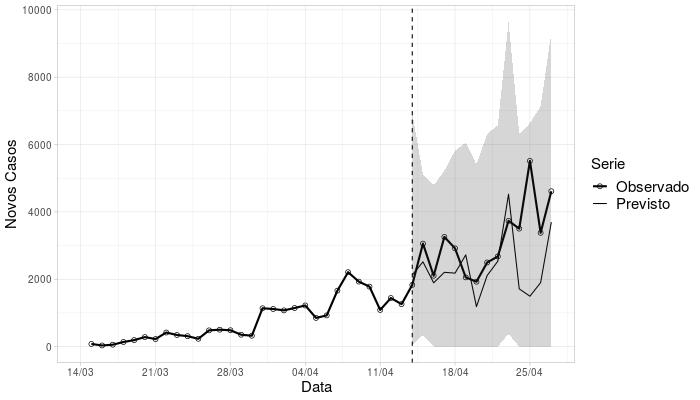 10000
8000
6000
4000
2000
0
Novos Casos
14/03
21/03
28/03
04/04
11/04
18/04
25/04
Data
Serie
Observado
Previsto